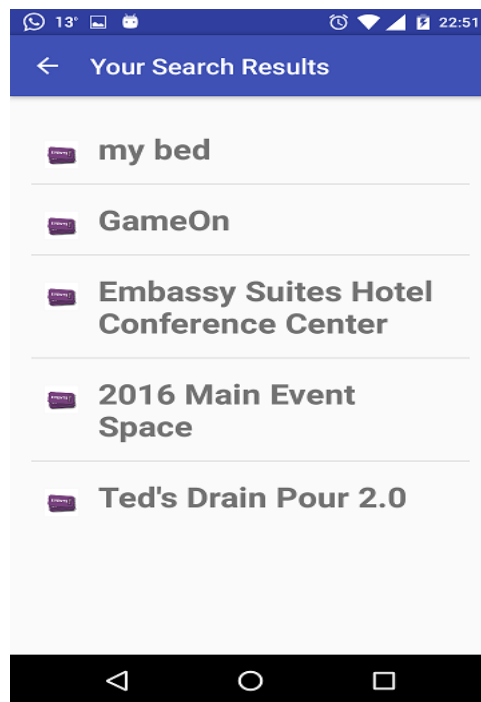 13° 22:51
Your Search Results
my bed
GameOn
Embassy Suites Hotel
Conference Center
2016 Main Event
Space
Ted's Drain Pour 2.0